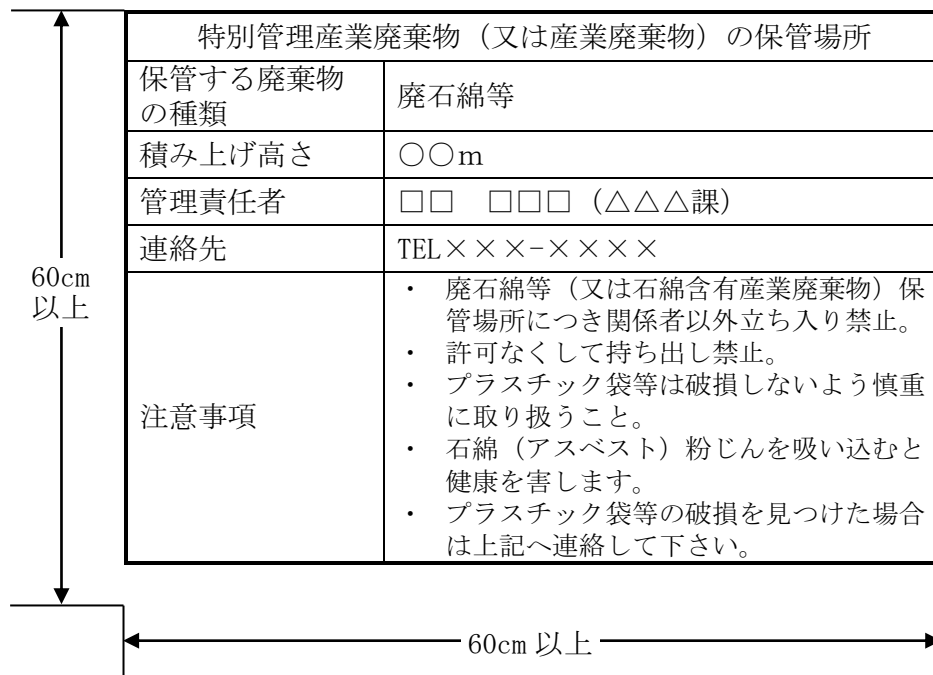 特別管理産業廃棄物（又は産業廃棄物）の保管場所
保管する廃棄物
の種類
廃石綿等
積み上げ高さ
○○m
管理責任者
□□　□□□（△△△課）
連絡先
TEL×××-××××
60cm
以上
注意事項
・　廃石綿等（又は石綿含有産業廃棄物）保
管場所につき関係者以外立ち入り禁止。
・　許可なくして持ち出し禁止。
・　プラスチック袋等は破損しないよう慎重
に取り扱うこと。
・　石綿（アスベスト）粉じんを吸い込むと
健康を害します。
・　プラスチック袋等の破損を見つけた場合
は上記へ連絡して下さい。
60cm 以上